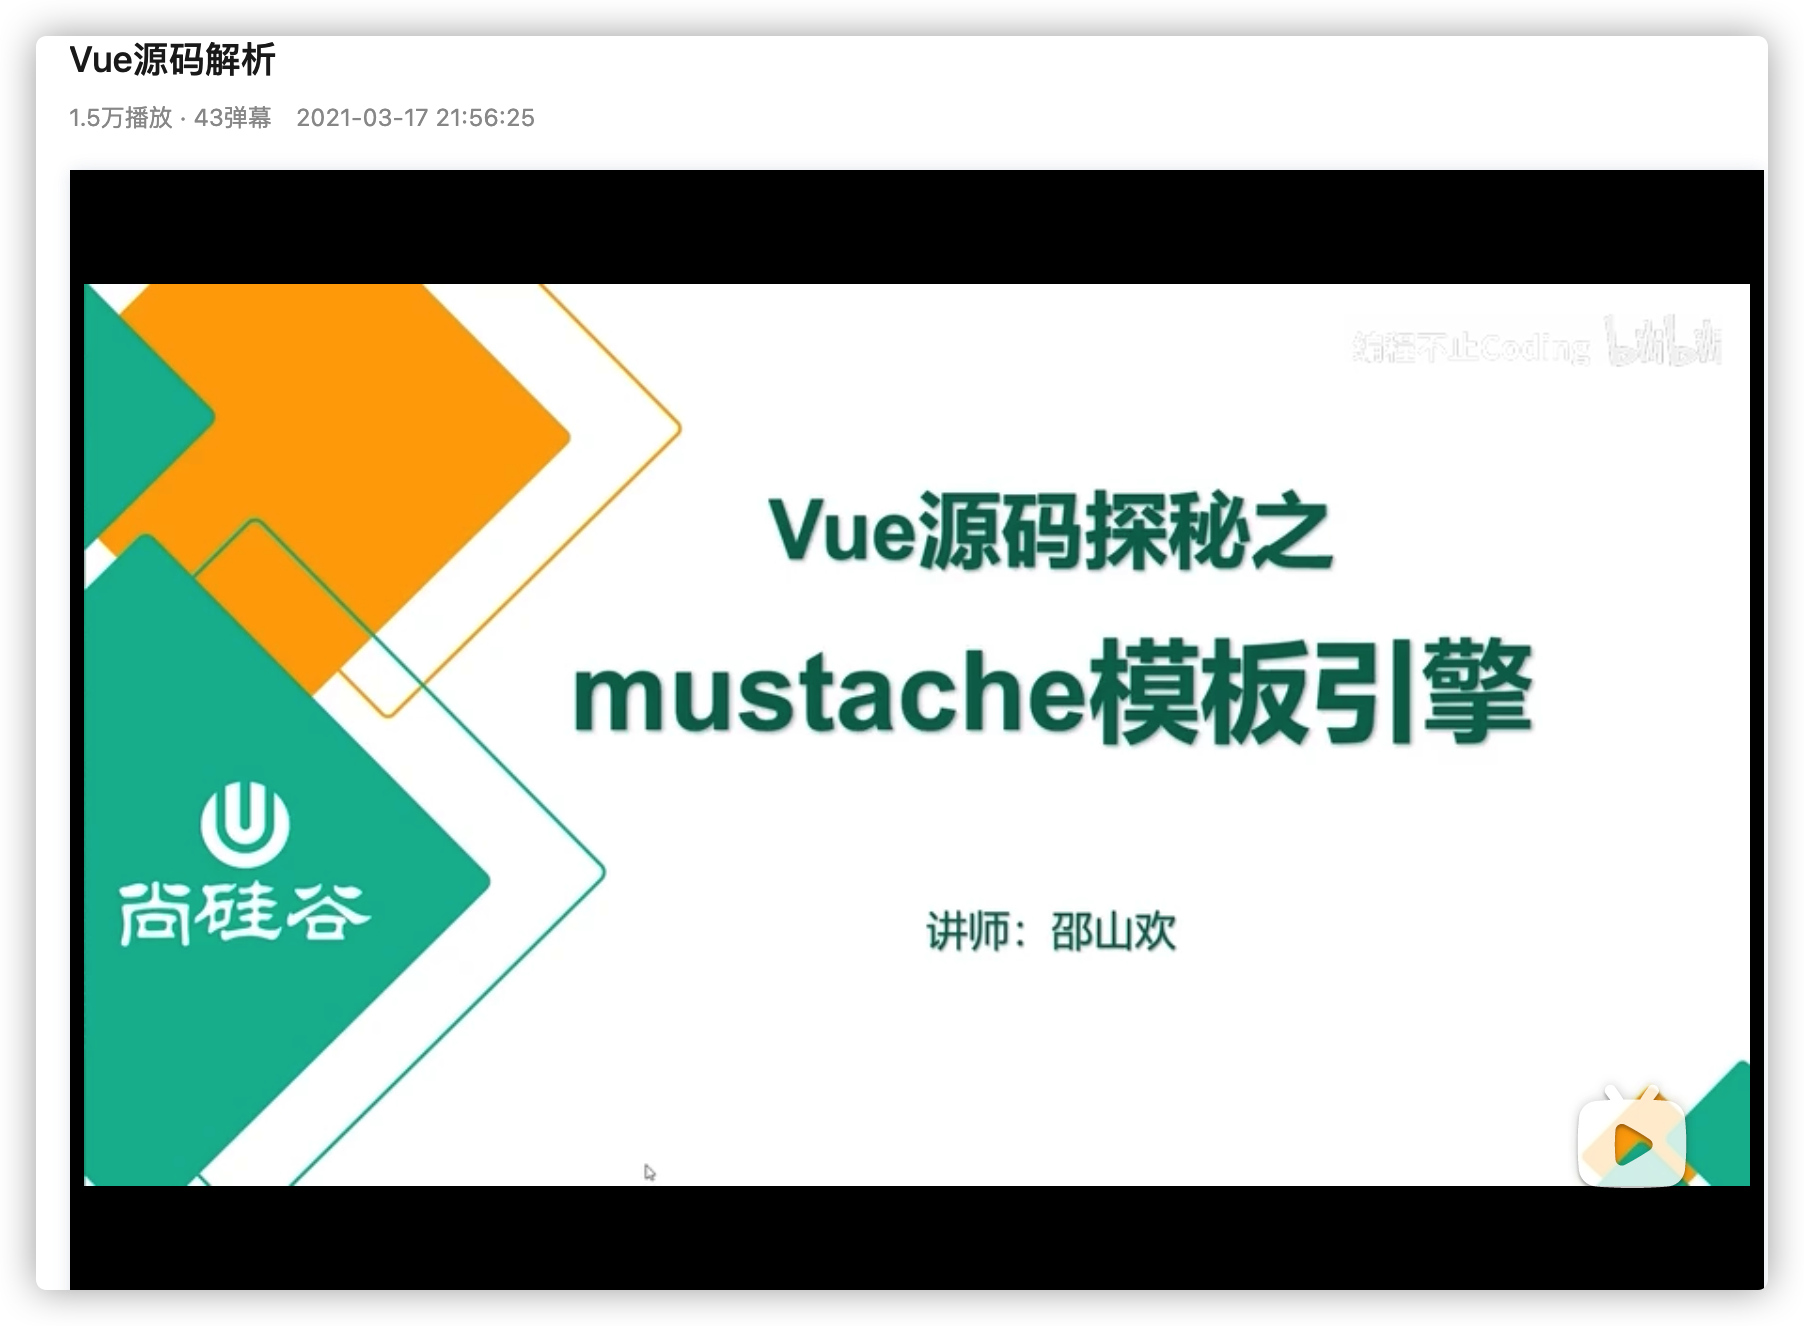 Vue源码解析
1.5万播放 · 43弹幕 2021-03-17 21:56:25
编程不止Coding bilibili
Vue源码探秘之
mustache模板引擎
尚硅谷
讲师：邵山欢